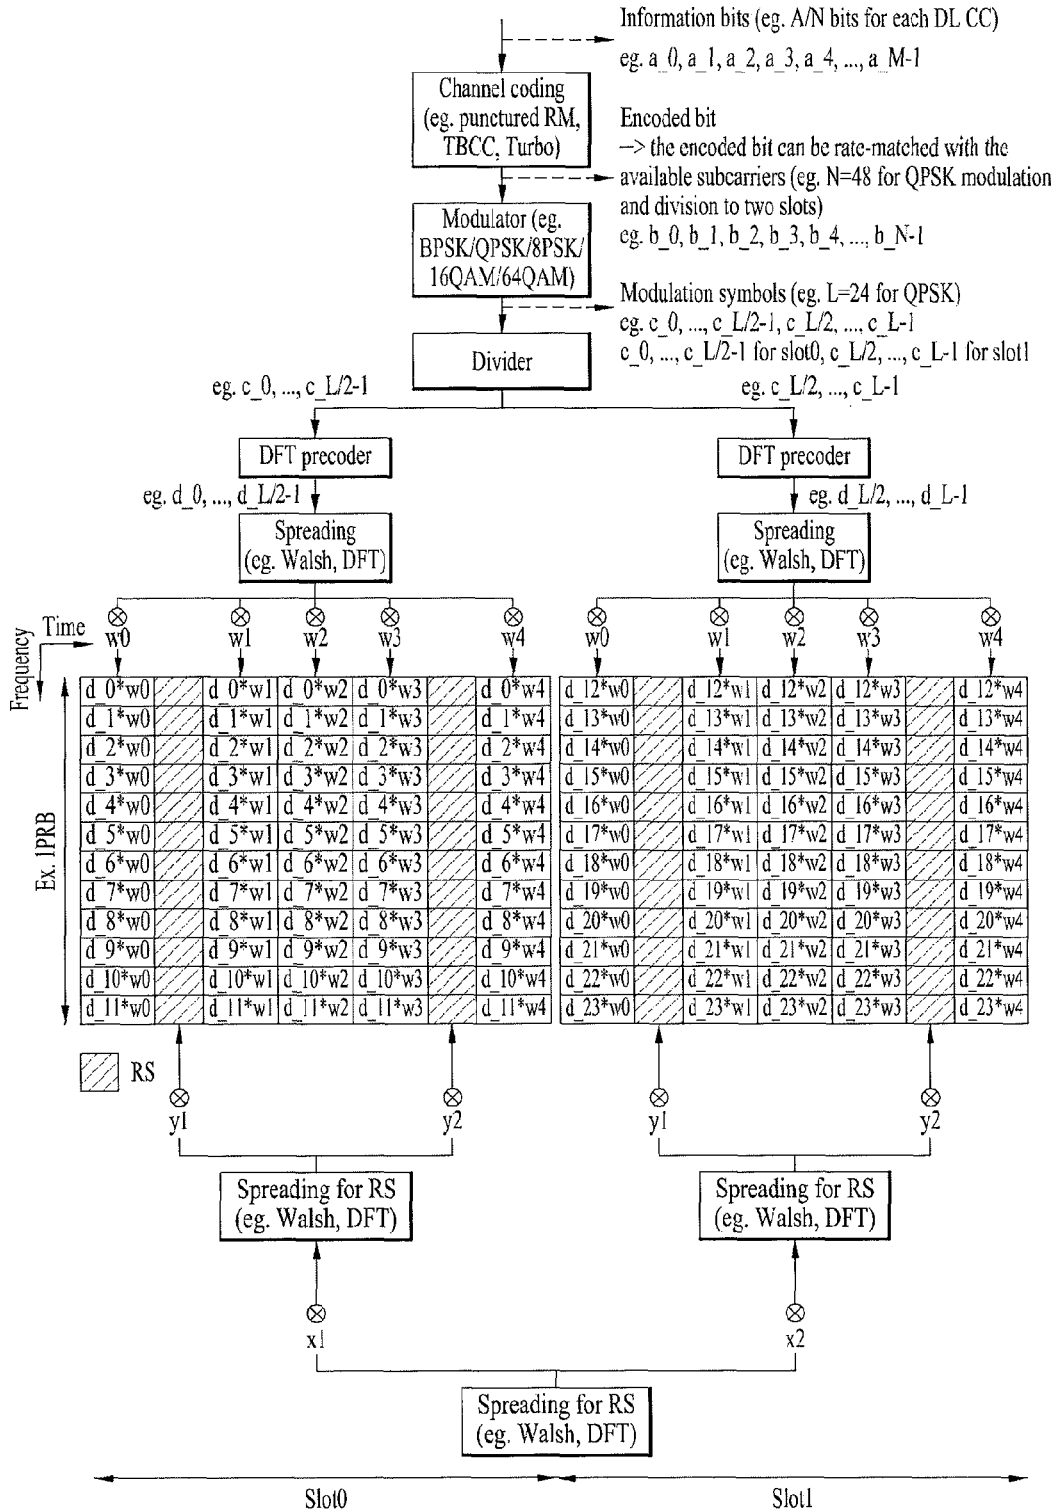 Information bits (eg. A/N bits for each DL CC)
eg. a_0, a_1, a_2, a_3, a_4, ..., a_M-1
Channel coding
(eg. punctured RM,
TBCC, Turbo)
Encoded bit
–> the encoded bit can be rate-matched with the
available subcarriers (eg. N=48 for QPSK modulation
and division to two slots)
eg. b_0, b_1, b_2, b_3, b_4, ..., b_N-1
Modulator (eg.
BPSK/QPSK/8PSK/
16QAM/64QAM)
Modulation symbols (eg. L=24 for QPSK)
eg. c_0, ..., c_L/2-1, c_L/2, ..., c_L-1
c_0, ..., c_L/2-1 for slot0, c_L/2, ..., c_L-1 for slot1
Divider
eg. c_0, ..., c_L/2-1
eg. c_L/2, ..., c_L-1
DFT precoder
DFT precoder
eg. d_0, ..., d_L/2-1
eg. d_L/2, ..., d_L-1
Spreading
(eg. Walsh, DFT)
Spreading
(eg. Walsh, DFT)
Time
Frequency
w0 w1 w2 w3 w4 w0 w1 w2 w3 w4
d_0*w0 d_0*w1 d_0*w2 d_0*w3 d_0*w4 d_12*w0 d_12*w1 d_12*w2 d_12*w3 d_12*w4
d_1*w0 d_1*w1 d_1*w2 d_1*w3 d_1*w4 d_13*w0 d_13*w1 d_13*w2 d_13*w3 d_13*w4
d_2*w0 d_2*w1 d_2*w2 d_2*w3 d_2*w4 d_14*w0 d_14*w1 d_14*w2 d_14*w3 d_14*w4
d_3*w0 d_3*w1 d_3*w2 d_3*w3 d_3*w4 d_15*w0 d_15*w1 d_15*w2 d_15*w3 d_15*w4
d_4*w0 d_4*w1 d_4*w2 d_4*w3 d_4*w4 d_16*w0 d_16*w1 d_16*w2 d_16*w3 d_16*w4
d_5*w0 d_5*w1 d_5*w2 d_5*w3 d_5*w4 d_17*w0 d_17*w1 d_17*w2 d_17*w3 d_17*w4
d_6*w0 d_6*w1 d_6*w2 d_6*w3 d_6*w4 d_18*w0 d_18*w1 d_18*w2 d_18*w3 d_18*w4
d_7*w0 d_7*w1 d_7*w2 d_7*w3 d_7*w4 d_19*w0 d_19*w1 d_19*w2 d_19*w3 d_19*w4
d_8*w0 d_8*w1 d_8*w2 d_8*w3 d_8*w4 d_20*w0 d_20*w1 d_20*w2 d_20*w3 d_20*w4
d_9*w0 d_9*w1 d_9*w2 d_9*w3 d_9*w4 d_21*w0 d_21*w1 d_21*w2 d_21*w3 d_21*w4
d_10*w0 d_10*w1 d_10*w2 d_10*w3 d_10*w4 d_22*w0 d_22*w1 d_22*w2 d_22*w3 d_22*w4
d_11*w0 d_11*w1 d_11*w2 d_11*w3 d_11*w4 d_23*w0 d_23*w1 d_23*w2 d_23*w3 d_23*w4
Ex. 1PRB
RS
y1 y2 y1 y2
Spreading for RS
(eg. Walsh, DFT)
Spreading for RS
(eg. Walsh, DFT)
x1 x2
Spreading for RS
(eg. Walsh, DFT)
Slot0 Slot1